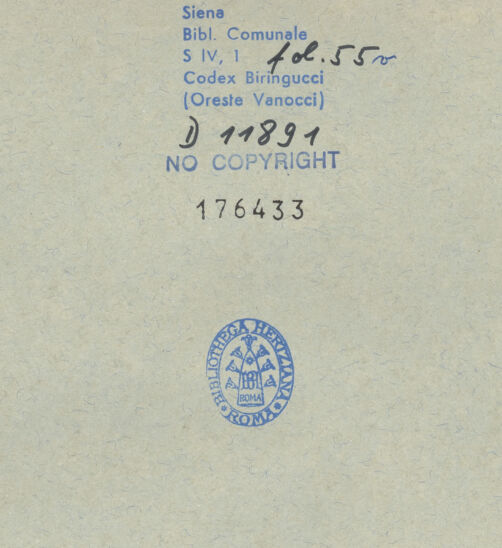 Siena
Bibl. Comunale
S IV, 1 fol. 55v
Codex Biringucci
(Oreste Vanocci)
D 11891
NO COPYRIGHT
176433
BIBLIOTHECA HERTZIANA
ROMA
ROMA